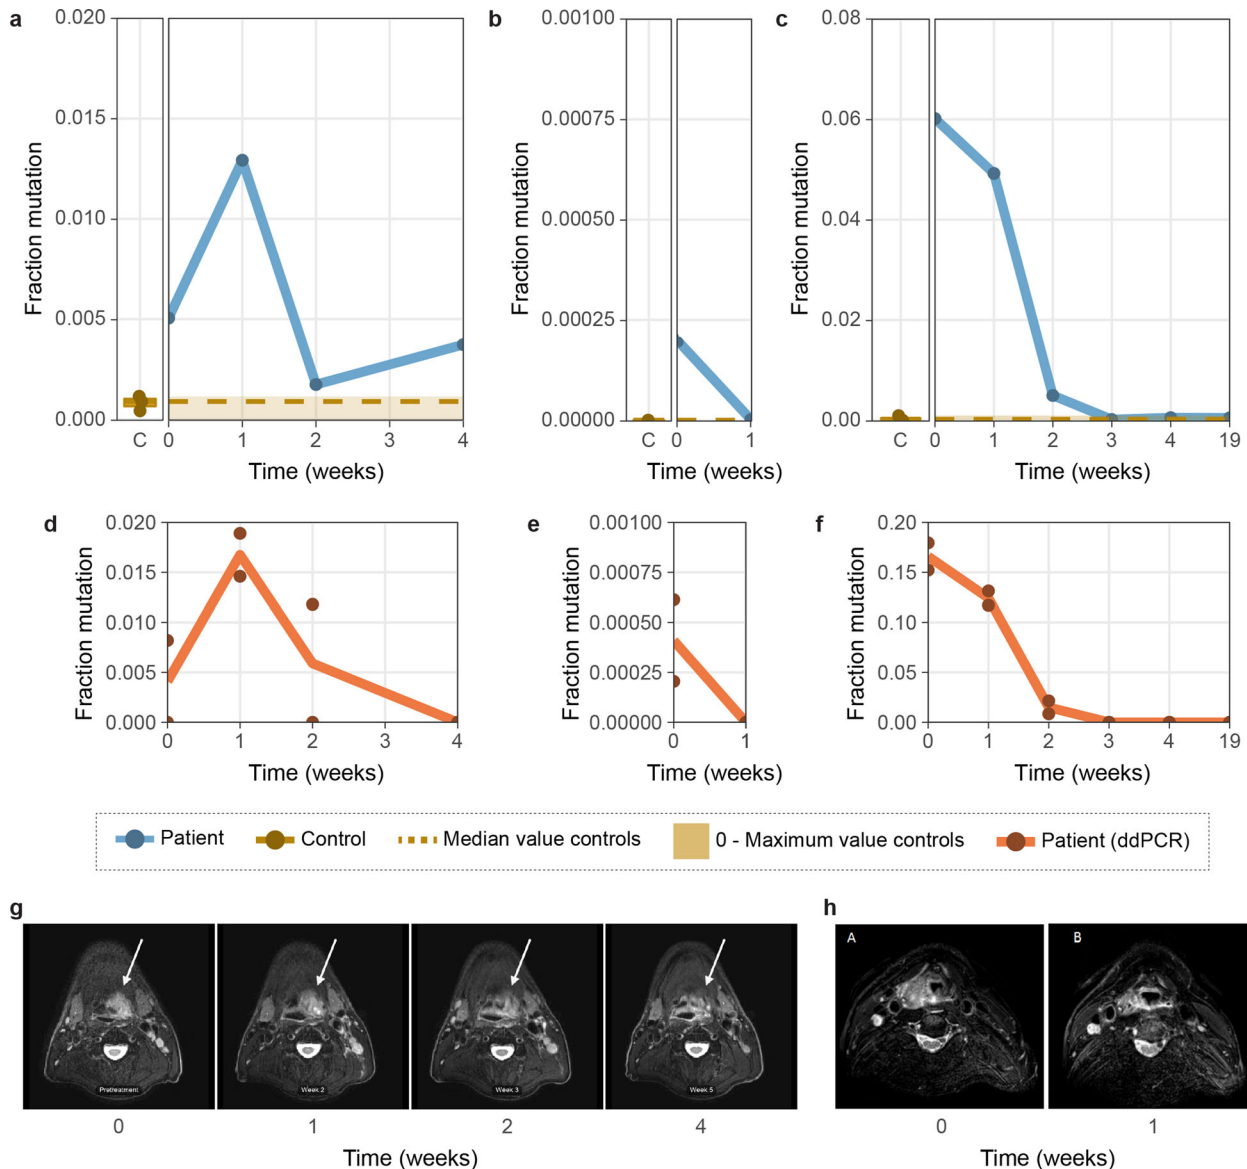 a
0.020
0.015
0.010
0.005
0.000
Fraction mutation
C
0 1 2 3 4
Time (weeks)
b
0.00100
0.00075
0.00050
0.00025
0.00000
Fraction mutation
C
0 1
Time (weeks)
c
0.08
0.06
0.04
0.02
0.00
Fraction mutation
C
0 1 2 3 4 19
Time (weeks)
d
0.020
0.015
0.010
0.005
0.000
Fraction mutation
0 1 2 3 4
Time (weeks)
e
0.00100
0.00075
0.00050
0.00025
0.00000
Fraction mutation
0 1
Time (weeks)
f
0.20
0.15
0.10
0.05
0.00
Fraction mutation
0 1 2 3 4 19
Time (weeks)
Patient Control Median value controls 0 - Maximum value controls Patient (ddPCR)
g
Pretreatment Week 2 Week 3 Week 5
0 1 2 4
Time (weeks)
h
A B
0 1
Time (weeks)